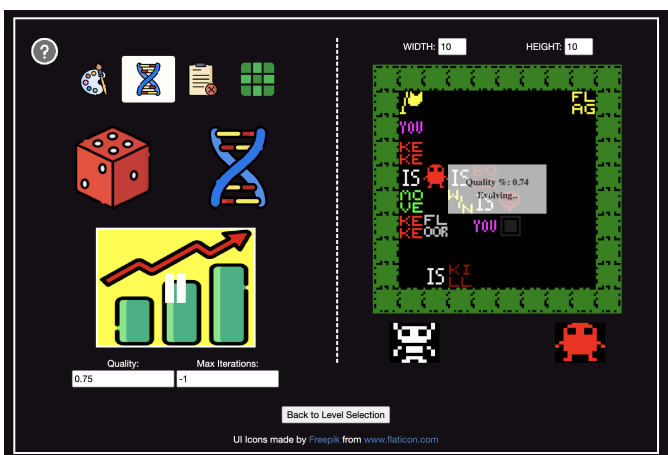 ?
WIDTH: 10 HEIGHT: 10
FLAG
YOU
KEKE
IS IS
Quality %: 0.74
Evolving..
MOVE WIN IS
KEKE FLOOR YOU
IS KILL
Quality: Max Iterations:
0.75 -1
Back to Level Selection
UI Icons made by Freepik from www.flaticon.com